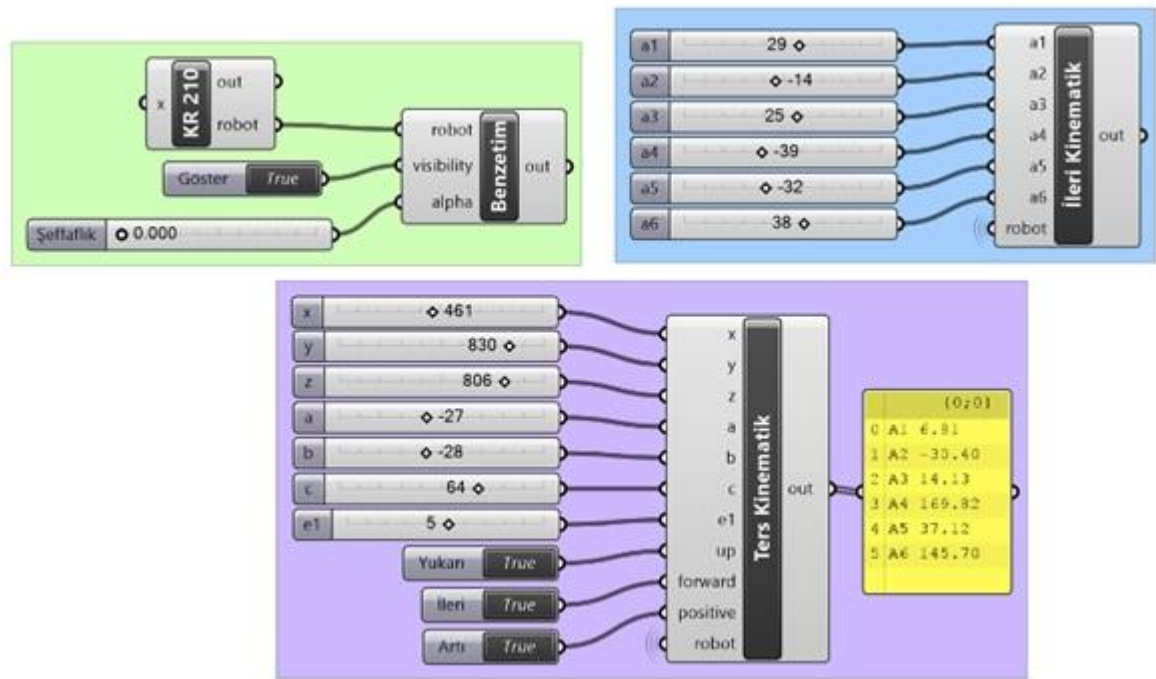 KR 210
x
out
robot
Göster True
Şeffaflık 0.000
robot
visibility
alpha
Benzetim
out
a1 29
a2 -14
a3 25
a4 -39
a5 -32
a6 38
a1
a2
a3
a4
a5
a6
robot
İleri Kinematik
out
x 461
y 830
z 806
a -27
b -28
c 64
e1 5
Yukarı True
İleri True
Artı True
x
y
z
a
b
c
e1
up
forward
positive
robot
Ters Kinematik
out
{0;0}
0 A1 6.81
1 A2 -30.40
2 A3 14.13
3 A4 169.82
4 A5 37.12
5 A6 145.70